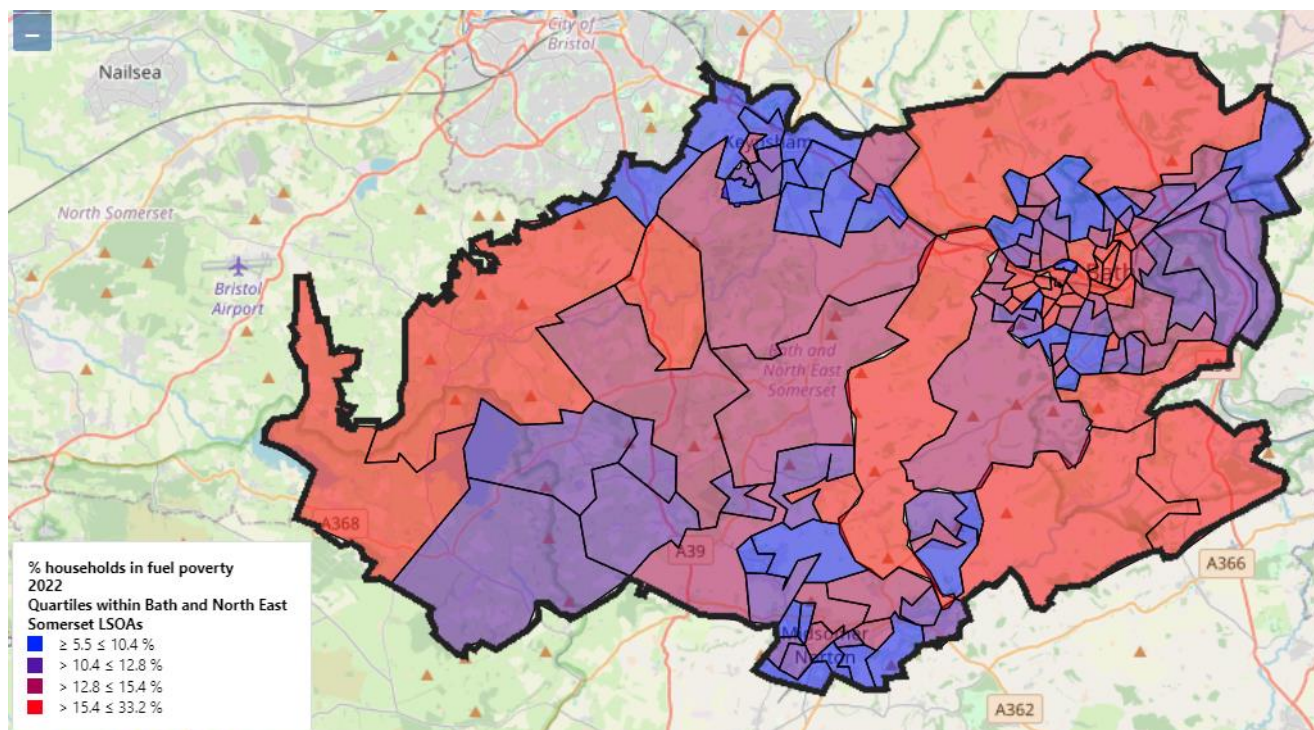 −
City of
Bristol
Nailsea
Keynsham
North Somerset
Bristol
Airport
Bath
Bath and
North East
Somerset
A368
A39
A366
Midsomer
Norton
A362
% households in fuel poverty
2022
Quartiles within Bath and North East
Somerset LSOAs
≥ 5.5 ≤ 10.4 %
> 10.4 ≤ 12.8 %
> 12.8 ≤ 15.4 %
> 15.4 ≤ 33.2 %